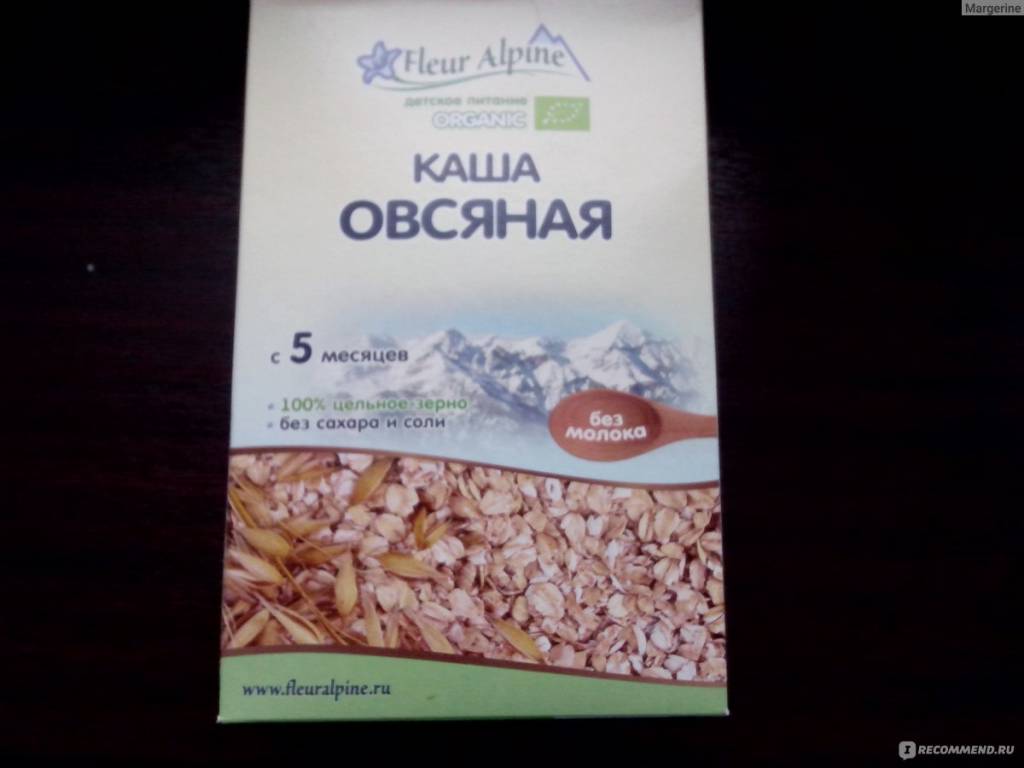 Margerine
Fleur Alpine
детское питание
ORGANIC
КАША
ОВСЯНАЯ
с 5 месяцев
100% цельное зерно
без сахара и соли
без
молока
www.fleuralpine.ru
IRECOMMEND.RU